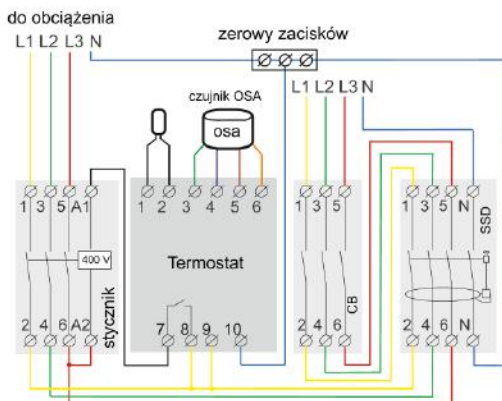 do obciążenia
L1 L2 L3 N
zerowy zacisków
czujnik OSA
osa
L1 L2 L3 N
1 3 5 A1
1 2 3 4 5 6
1 3 5
1 3 5 N
SSD
400 V
Termostat
stycznik
CB
2 4 6 A2
7 8 9 10
2 4 6
2 4 6 N